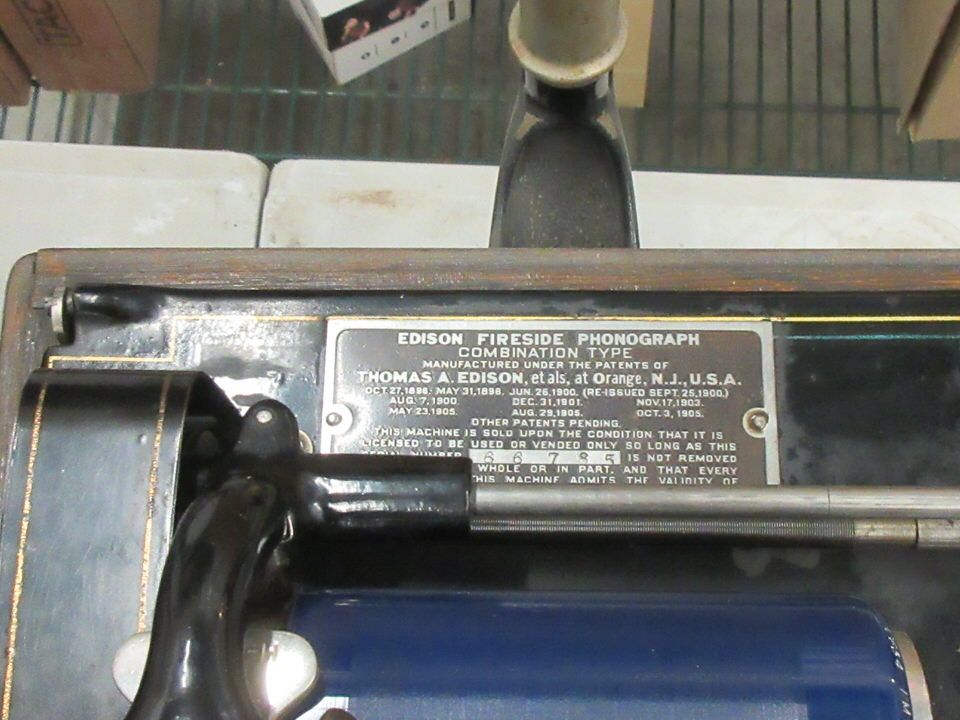 EDISON FIRESIDE PHONOGRAPH
COMBINATION TYPE
MANUFACTURED UNDER THE PATENTS OF
THOMAS A. EDISON, et als, at Orange, N.J., U.S.A.
OCT. 27, 1896. MAY 31, 1898. JUN. 26, 1900. (RE-ISSUED SEPT. 25, 1900.)
AUG. 7, 1900. DEC. 31, 1901. NOV. 17, 1903.
MAY 23, 1905. AUG. 29, 1905. OCT. 3, 1905.
OTHER PATENTS PENDING.
THIS MACHINE IS SOLD UPON THE CONDITION THAT IT IS
LICENSED TO BE USED OR VENDED ONLY SO LONG AS THIS
SERIAL NUMBER 66785 IS NOT REMOVED
WHOLE OR IN PART, AND THAT EVERY
THIS MACHINE ADMITS THE VALIDITY OF